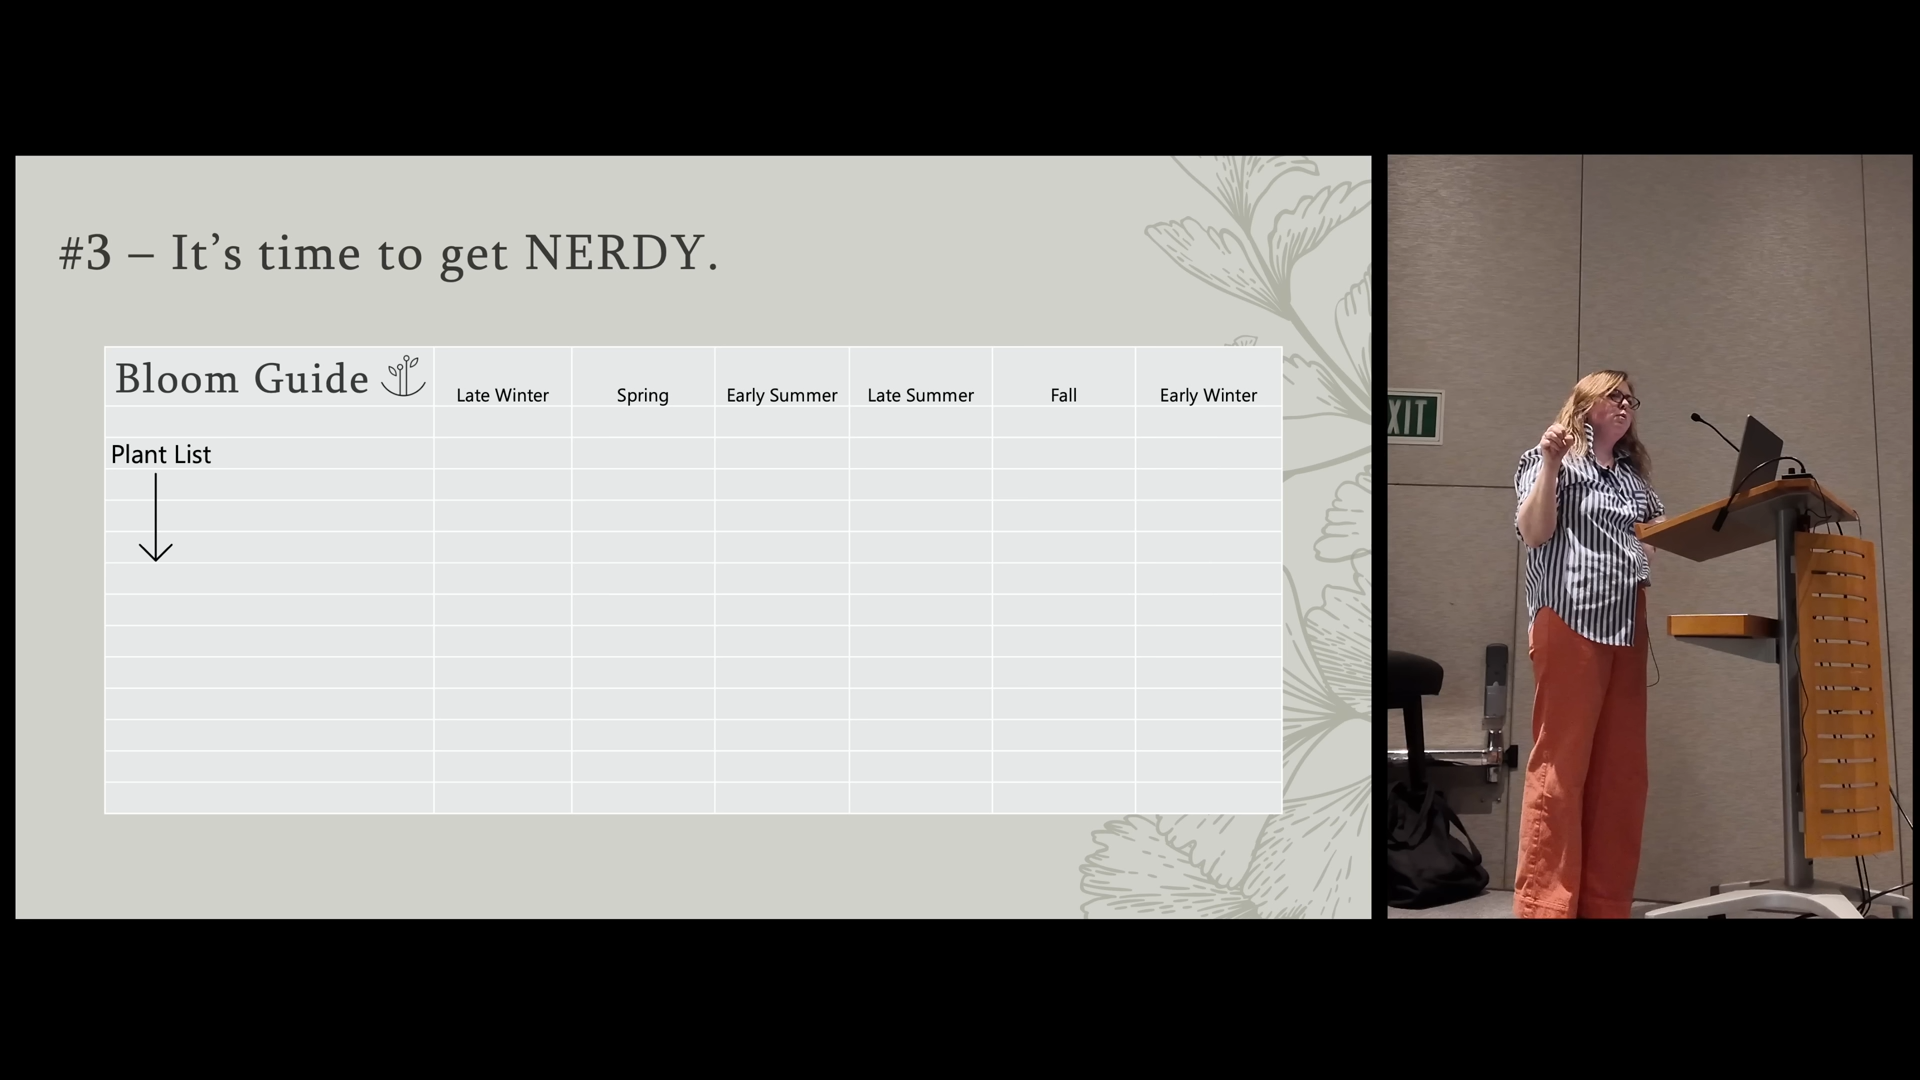 #3 – It’s time to get NERDY.
Bloom Guide
Late Winter
Spring
Early Summer
Late Summer
Fall
Early Winter
Plant List
XIT